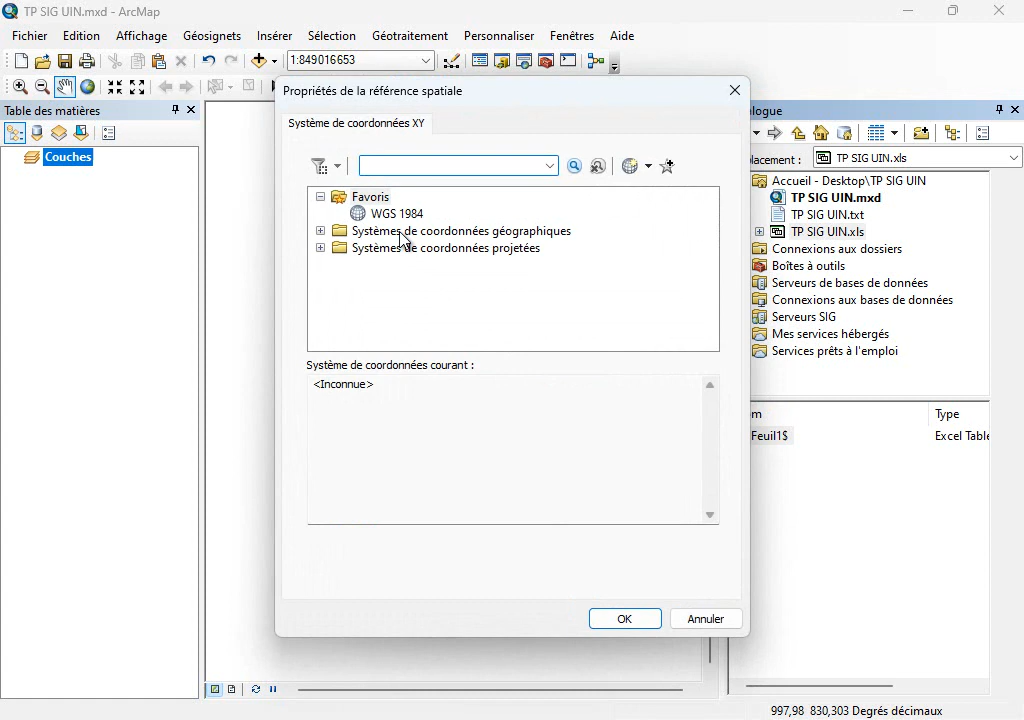 TP SIG UIN.mxd - ArcMap
Fichier Edition Affichage Géosignets Insérer Sélection Géotraitement Personnaliser Fenêtres Aide
1:849016653
Table des matières
Couches
Propriétés de la référence spatiale
Système de coordonnées XY
Favoris
WGS 1984
Systèmes de coordonnées géographiques
Systèmes de coordonnées projetées
Système de coordonnées courant :
<Inconnue>
OK Annuler
logue
lacement : TP SIG UIN.xls
Accueil - Desktop\TP SIG UIN
TP SIG UIN.mxd
TP SIG UIN.txt
TP SIG UIN.xls
Connexions aux dossiers
Boîtes à outils
Serveurs de bases de données
Connexions aux bases de données
Serveurs SIG
Mes services hébergés
Services prêts à l'emploi
m Type
Feuil1$ Excel Table
997,98 830,303 Degrés décimaux